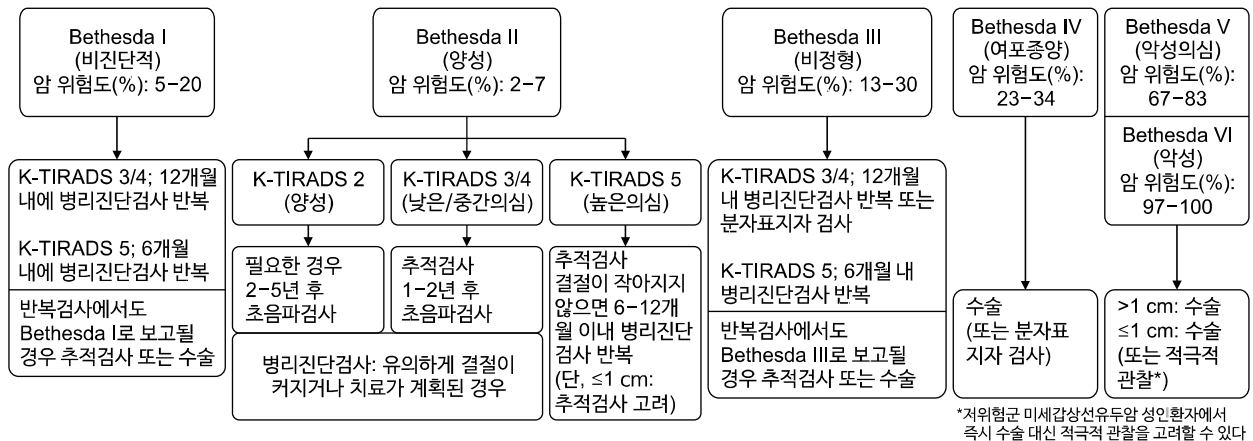 Bethesda I
(비진단적)
암 위험도(%): 5−20
Bethesda II
(양성)
암 위험도(%): 2−7
Bethesda III
(비정형)
암 위험도(%): 13−30
Bethesda IV
(여포종양)
암 위험도(%):
23−34
Bethesda V
(악성의심)
암 위험도(%):
67−83
Bethesda VI
(악성)
암 위험도(%):
97−100
K-TIRADS 3/4; 12개월
내에 병리진단검사 반복
K-TIRADS 5; 6개월
내에 병리진단검사 반복
반복검사에서도
Bethesda I로 보고될
경우 추적검사 또는 수술
K-TIRADS 2
(양성)
K-TIRADS 3/4
(낮은/중간의심)
K-TIRADS 5
(높은의심)
필요한 경우
2−5년 후
초음파검사
추적검사
1−2년 후
초음파검사
병리진단검사: 유의하게 결절이
커지거나 치료가 계획된 경우
추적검사
결절이 작아지지
않으면 6−12개
월 이내 병리진단
검사 반복
(단, ≤1 cm:
추적검사 고려)
K-TIRADS 3/4; 12개월
내 병리진단검사 반복 또는
분자표지자 검사
K-TIRADS 5; 6개월 내
병리진단검사 반복
반복검사에서도
Bethesda III로 보고될
경우 추적검사 또는 수술
수술
(또는 분자표
지자 검사)
>1 cm: 수술
≤1 cm: 수술
(또는 적극적
관찰*)
*저위험군 미세갑상선유두암 성인환자에서
즉시 수술 대신 적극적 관찰을 고려할 수 있다